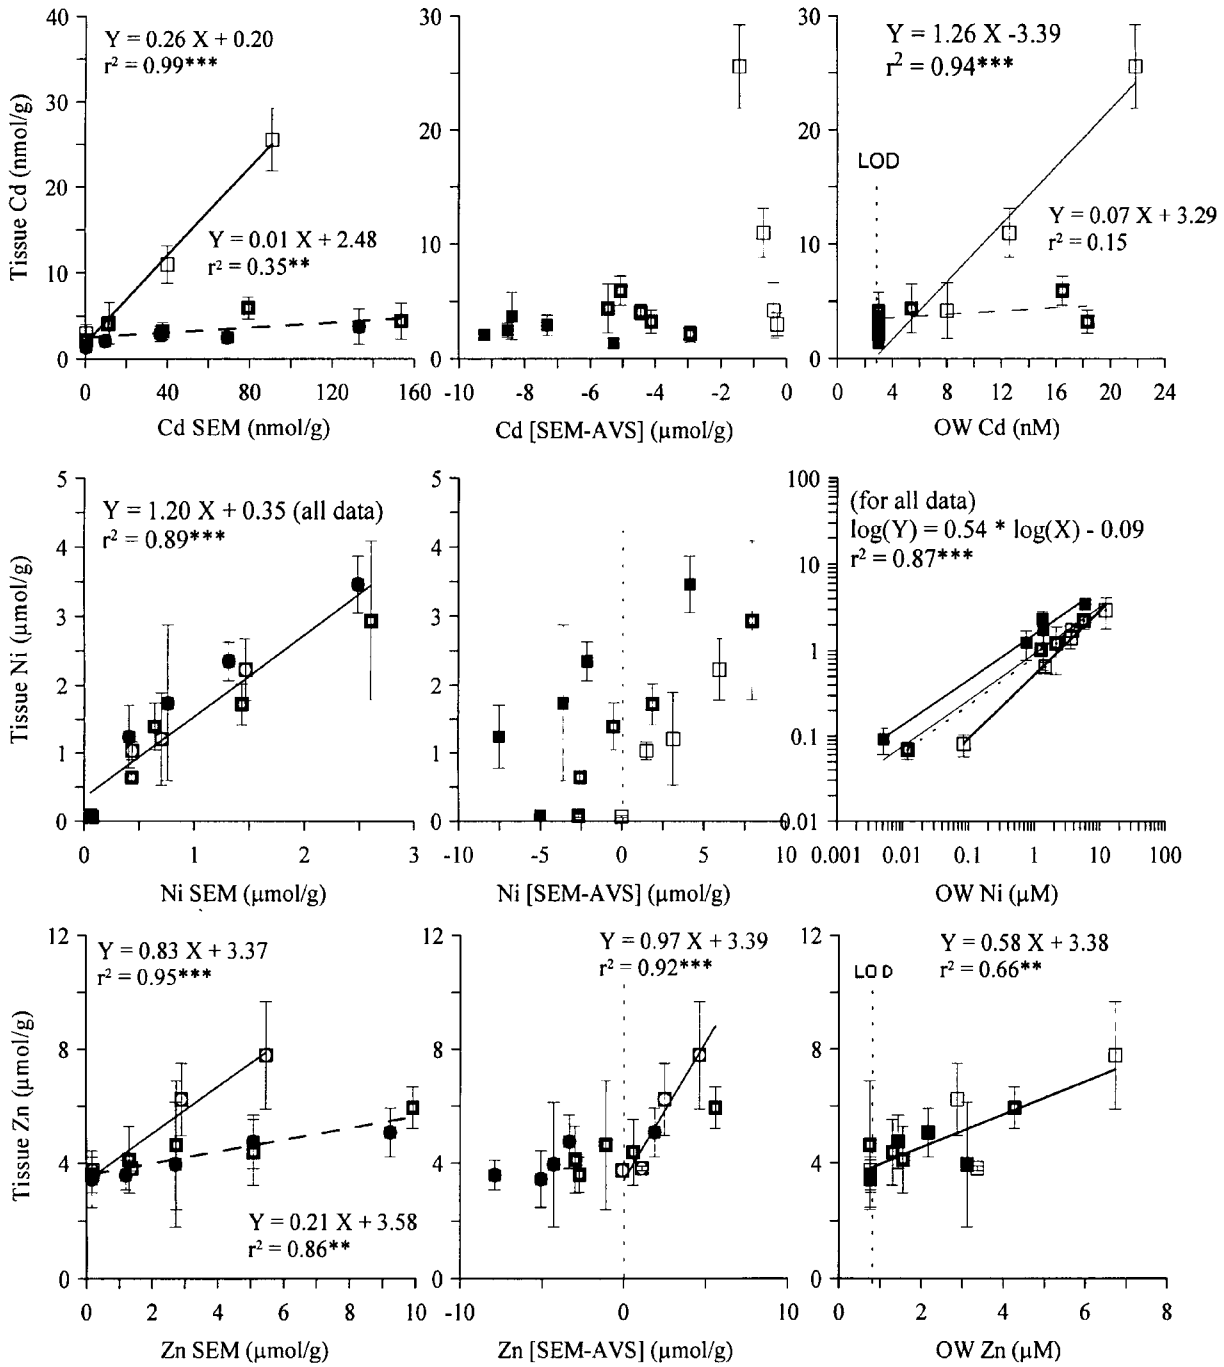 Y = 0.26 X + 0.20
r² = 0.99***
Y = 0.01 X + 2.48
r² = 0.35**
Tissue Cd (nmol/g)
40
30
20
10
0
0 40 80 120 160
Cd SEM (nmol/g)
30
20
10
0
-10 -8 -6 -4 -2 0
Cd [SEM-AVS] (µmol/g)
Y = 1.26 X -3.39
r² = 0.94***
LOD
Y = 0.07 X + 3.29
r² = 0.15
30
20
10
0
0 4 8 12 16 20 24
OW Cd (nM)
Y = 1.20 X + 0.35 (all data)
r² = 0.89***
Tissue Ni (µmol/g)
5
4
3
2
1
0
0 1 2 3
Ni SEM (µmol/g)
5
4
3
2
1
0
-10 -5 0 5 10
Ni [SEM-AVS] (µmol/g)
(for all data)
log(Y) = 0.54 * log(X) - 0.09
r² = 0.87***
100
10
1
0.1
0.01
0.001 0.01 0.1 1 10 100
OW Ni (µM)
Y = 0.83 X + 3.37
r² = 0.95***
Y = 0.21 X + 3.58
r² = 0.86**
Tissue Zn (µmol/g)
12
8
4
0
0 2 4 6 8 10
Zn SEM (µmol/g)
Y = 0.97 X + 3.39
r² = 0.92***
12
8
4
0
-10 -5 0 5 10
Zn [SEM-AVS] (µmol/g)
Y = 0.58 X + 3.38
r² = 0.66**
LOD
12
8
4
0
0 2 4 6 8
OW Zn (µM)